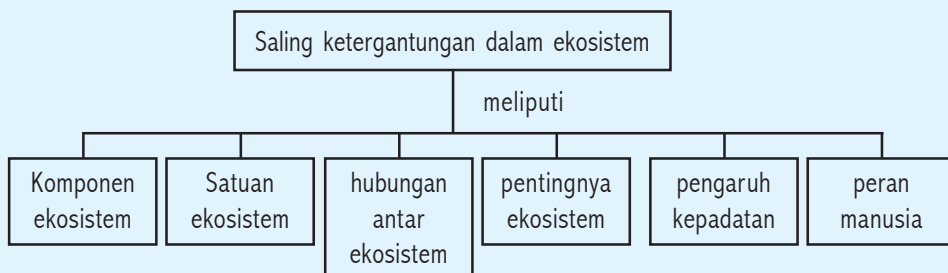 Saling ketergantungan dalam ekosistem
meliputi
Komponen
ekosistem
Satuan
ekosistem
hubungan
antar
ekosistem
pentingnya
ekosistem
pengaruh
kepadatan
peran
manusia